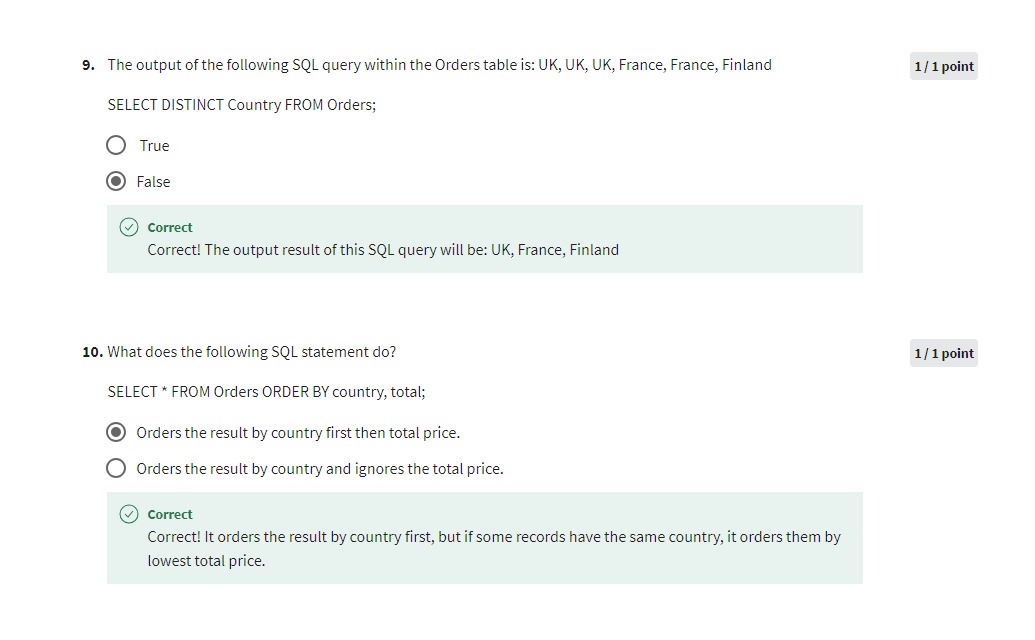 9. The output of the following SQL query within the Orders table is: UK, UK, UK, France, France, Finland
1 / 1 point
SELECT DISTINCT Country FROM Orders;
True
False
Correct
Correct! The output result of this SQL query will be: UK, France, Finland
10. What does the following SQL statement do?
1 / 1 point
SELECT * FROM Orders ORDER BY country, total;
Orders the result by country first then total price.
Orders the result by country and ignores the total price.
Correct
Correct! It orders the result by country first, but if some records have the same country, it orders them by
lowest total price.